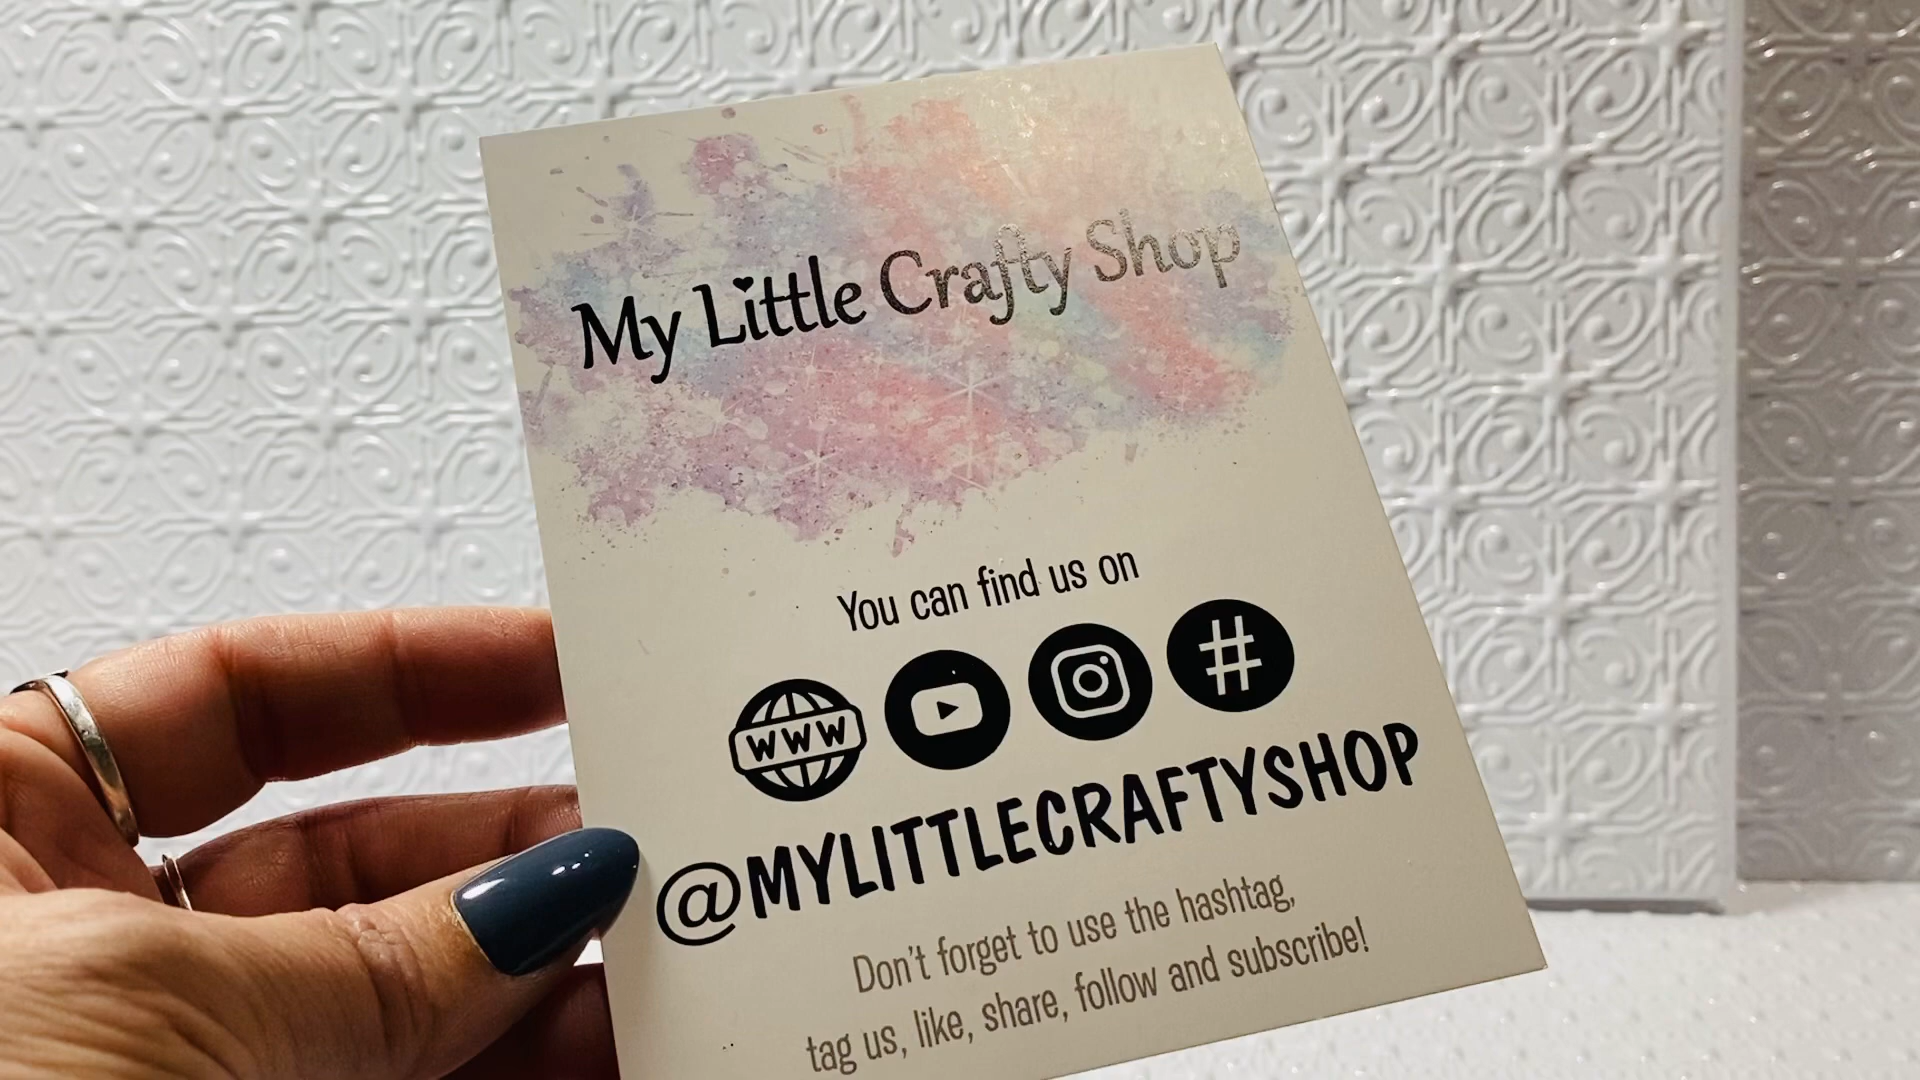 My Little Crafty Shop
You can find us on
WWW
#
@MYLITTLECRAFTYSHOP
Don't forget to use the hashtag,
tag us, like, share, follow and subscribe!